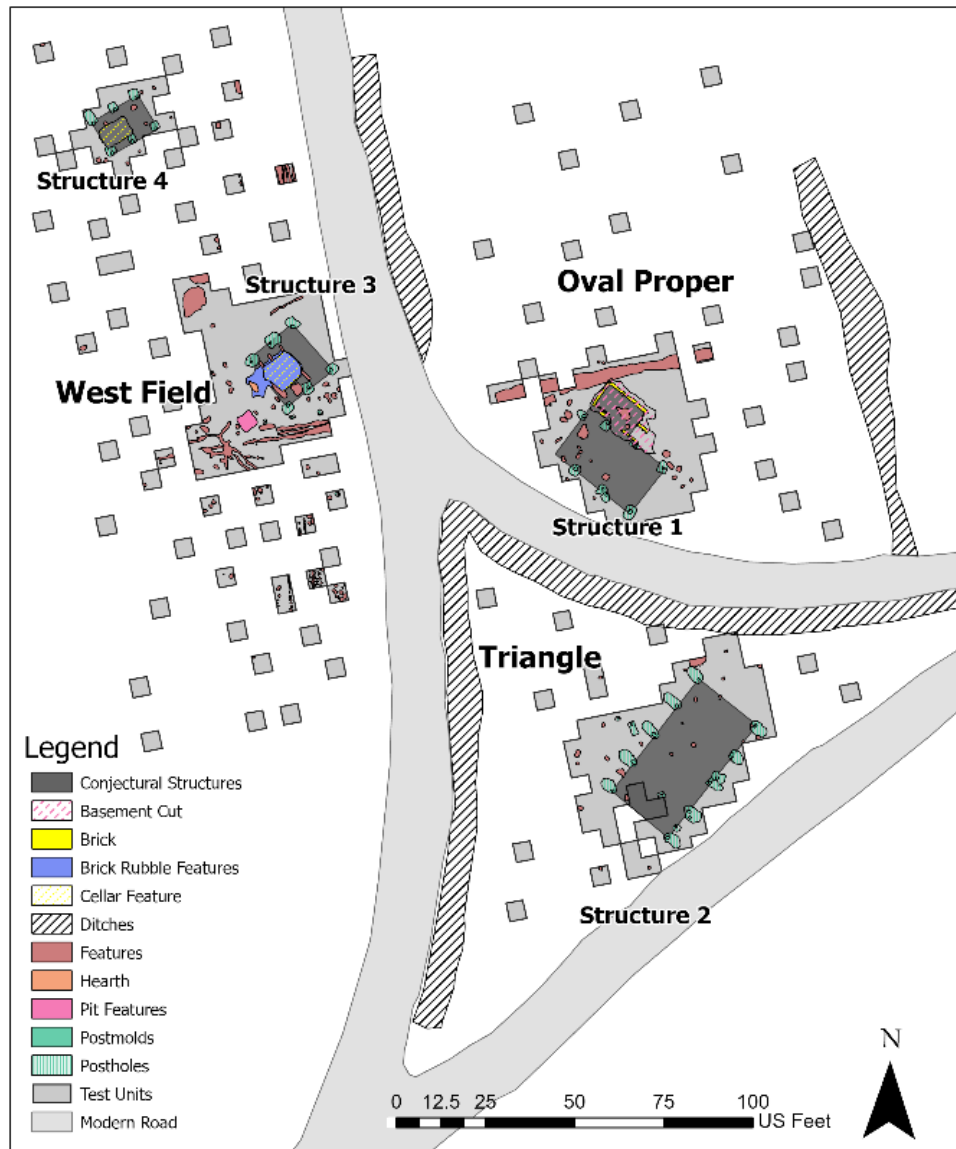 Structure 4
Structure 3
Oval Proper
West Field
Structure 1
Triangle
Structure 2
Legend
Conjectural Structures
Basement Cut
Brick
Brick Rubble Features
Cellar Feature
Ditches
Features
Hearth
Pit Features
Postmolds
Postholes
Test Units
Modern Road
N
0 12.5 25 50 75 100
US Feet